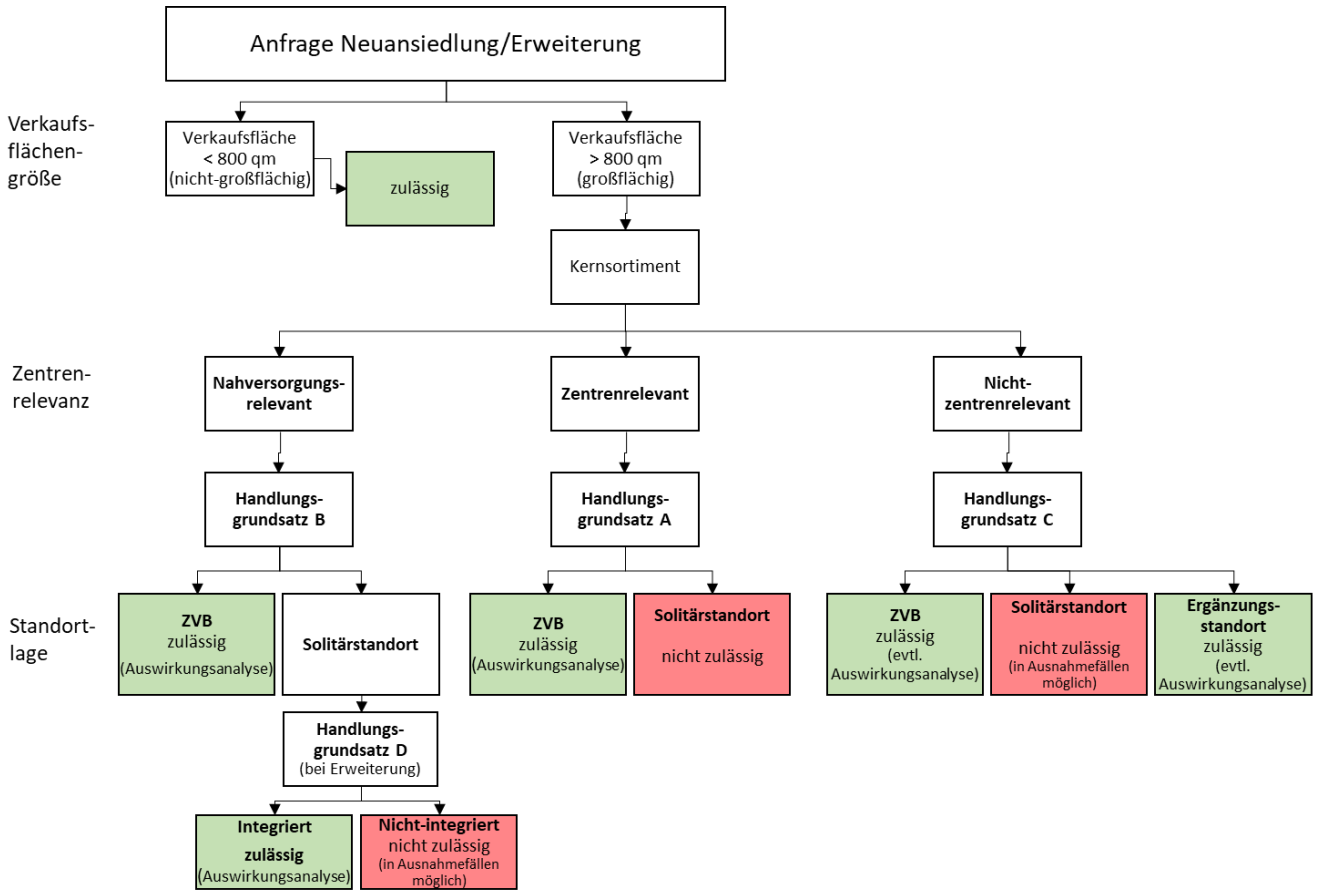 Anfrage Neuansiedlung/Erweiterung
Verkaufs-
flächen-
größe
Verkaufsfläche
< 800 qm
(nicht-großflächig)
zulässig
Verkaufsfläche
> 800 qm
(großflächig)
Kernsortiment
Zentren-
relevanz
Nahversorgungs-
relevant
Zentrenrelevant
Nicht-
zentrenrelevant
Handlungs-
grundsatz B
Handlungs-
grundsatz A
Handlungs-
grundsatz C
Standort-
lage
ZVB
zulässig
(Auswirkungsanalyse)
Solitärstandort
ZVB
zulässig
(Auswirkungsanalyse)
Solitärstandort
nicht zulässig
ZVB
zulässig
(evtl.
Auswirkungsanalyse)
Solitärstandort
nicht zulässig
(in Ausnahmefällen
möglich)
Ergänzungs-
standort
zulässig
(evtl.
Auswirkungsanalyse)
Handlungs-
grundsatz D
(bei Erweiterung)
Integriert
zulässig
(Auswirkungsanalyse)
Nicht-integriert
nicht zulässig
(in Ausnahmefällen
möglich)